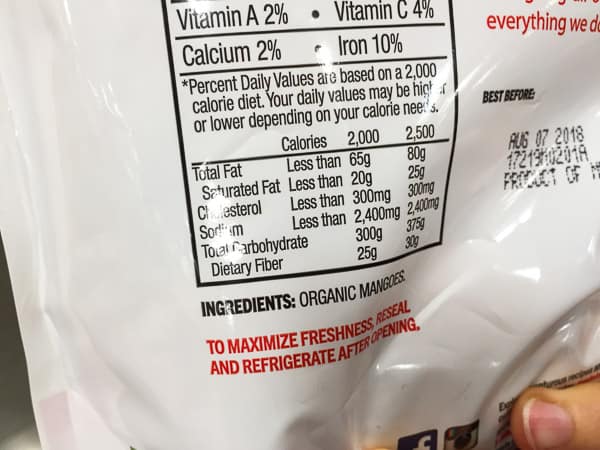 Vitamin A 2% • Vitamin C 4%
Calcium 2% • Iron 10%
*Percent Daily Values are based on a 2,000
calorie diet. Your daily values may be higher
or lower depending on your calorie needs.
Calories 2,000 2,500
Total Fat Less than 65g 80g
Saturated Fat Less than 20g 25g
Cholesterol Less than 300mg 300mg
Sodium Less than 2,400mg 2,400mg
Total Carbohydrate 300g 375g
Dietary Fiber 25g 30g
INGREDIENTS: ORGANIC MANGOES.
TO MAXIMIZE FRESHNESS, RESEAL
AND REFRIGERATE AFTER OPENING.
everything we do
BEST BEFORE:
AUG 07 2018
PRODUCT OF